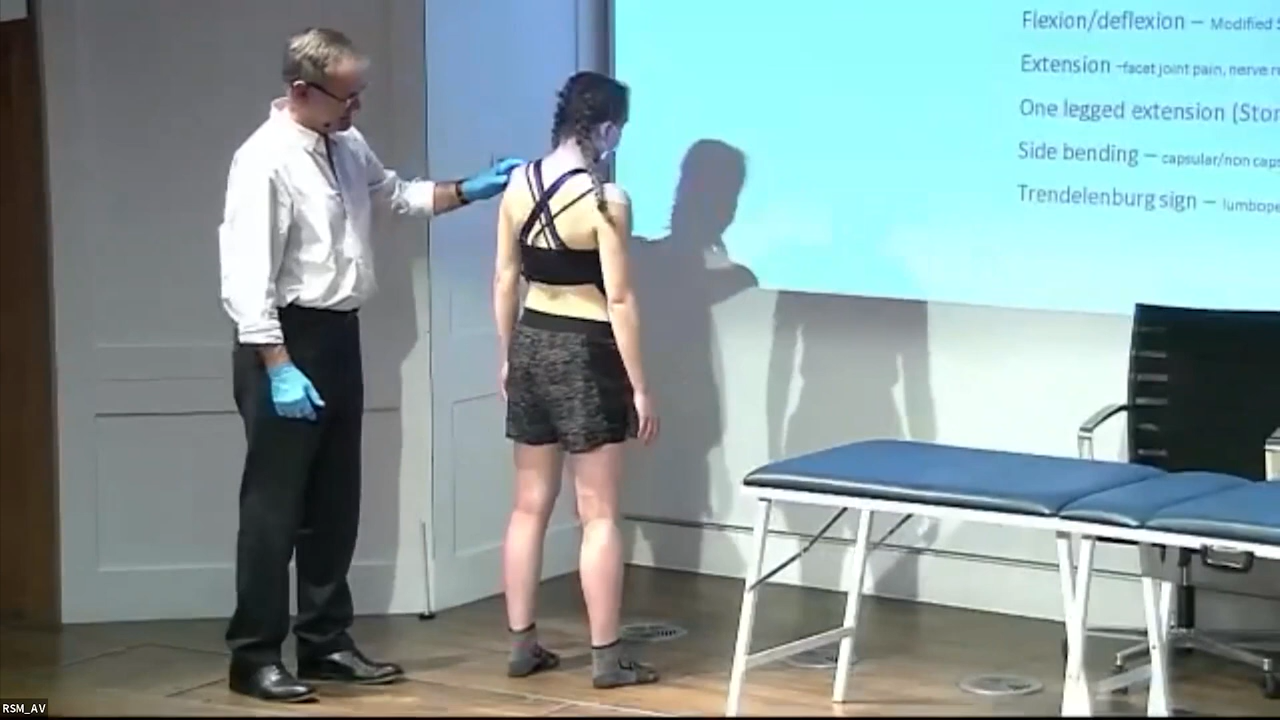 Flexion/deflexion – Modified
Extension –facet joint pain, nerve
One legged extension (Stor
Side bending – capsular/non
Trendelenburg sign – lumbope
RSM_AV